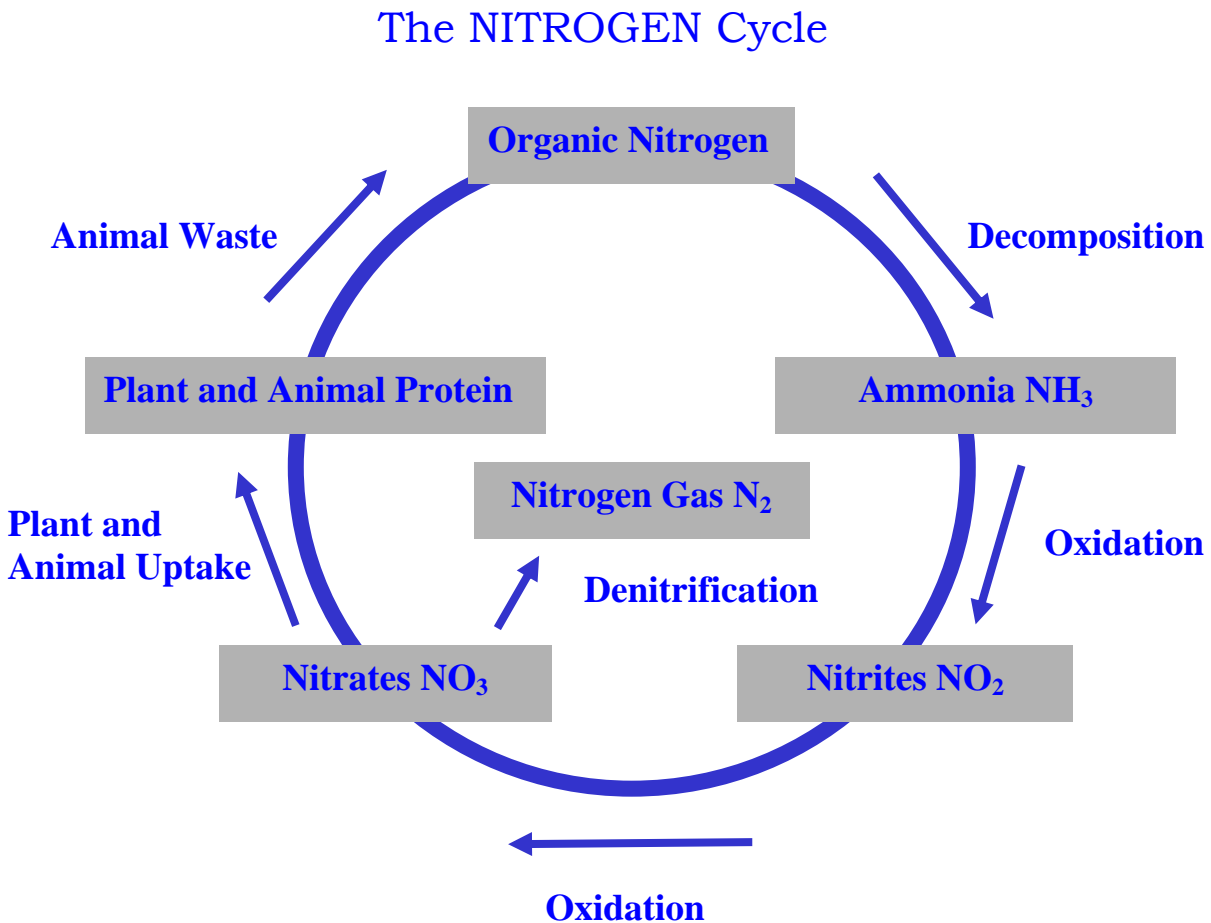 The NITROGEN Cycle
Organic Nitrogen
Animal Waste
Decomposition
Plant and Animal Protein
Ammonia NH₃
Nitrogen Gas N₂
Plant and
Animal Uptake
Oxidation
Denitrification
Nitrates NO₃
Nitrites NO₂
Oxidation